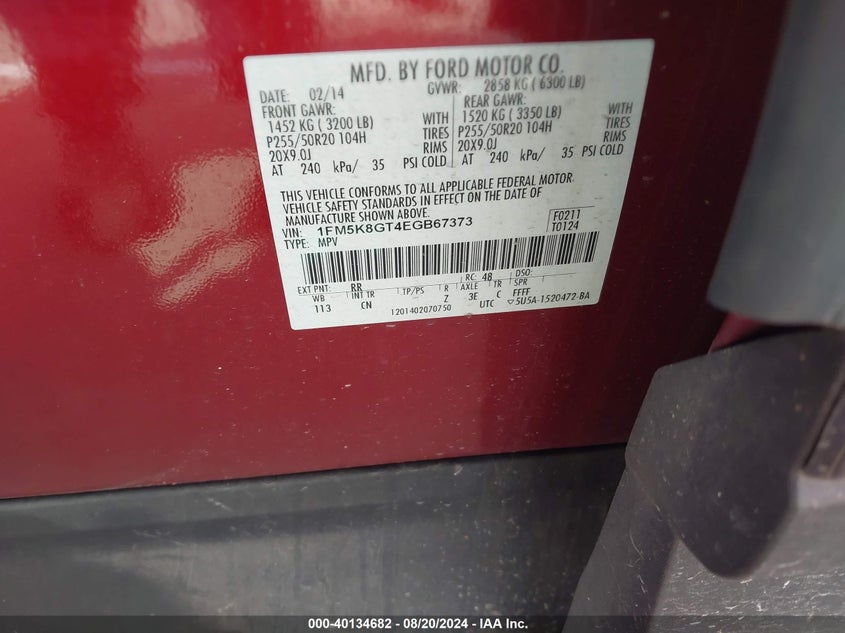 MFD. BY FORD MOTOR CO.
DATE: 02/14 GVWR: 2858 KG ( 6300 LB)
FRONT GAWR: REAR GAWR:
1452 KG ( 3200 LB) WITH 1520 KG ( 3350 LB) WITH
P255/50R20 104H TIRES P255/50R20 104H TIRES
20X9.0J RIMS 20X9.0J RIMS
AT 240 kPa/ 35 PSI COLD AT 240 kPa/ 35 PSI COLD
THIS VEHICLE CONFORMS TO ALL APPLICABLE FEDERAL MOTOR
VEHICLE SAFETY STANDARDS IN EFFECT ON THE DATE OF
MANUFACTURE SHOWN ABOVE.
VIN: 1FM5K8GT4EGB67373 F0211
TYPE: MPV T0124
EXT PNT: RR RC: 48 DSO:
WB INT TR TP/PS R AXLE TR SPR
113 CN Z 3E C FFFF
1201402070750 UTC ▽5U5A-1520472-BA
000-40134682 - 08/20/2024 - IAA Inc.